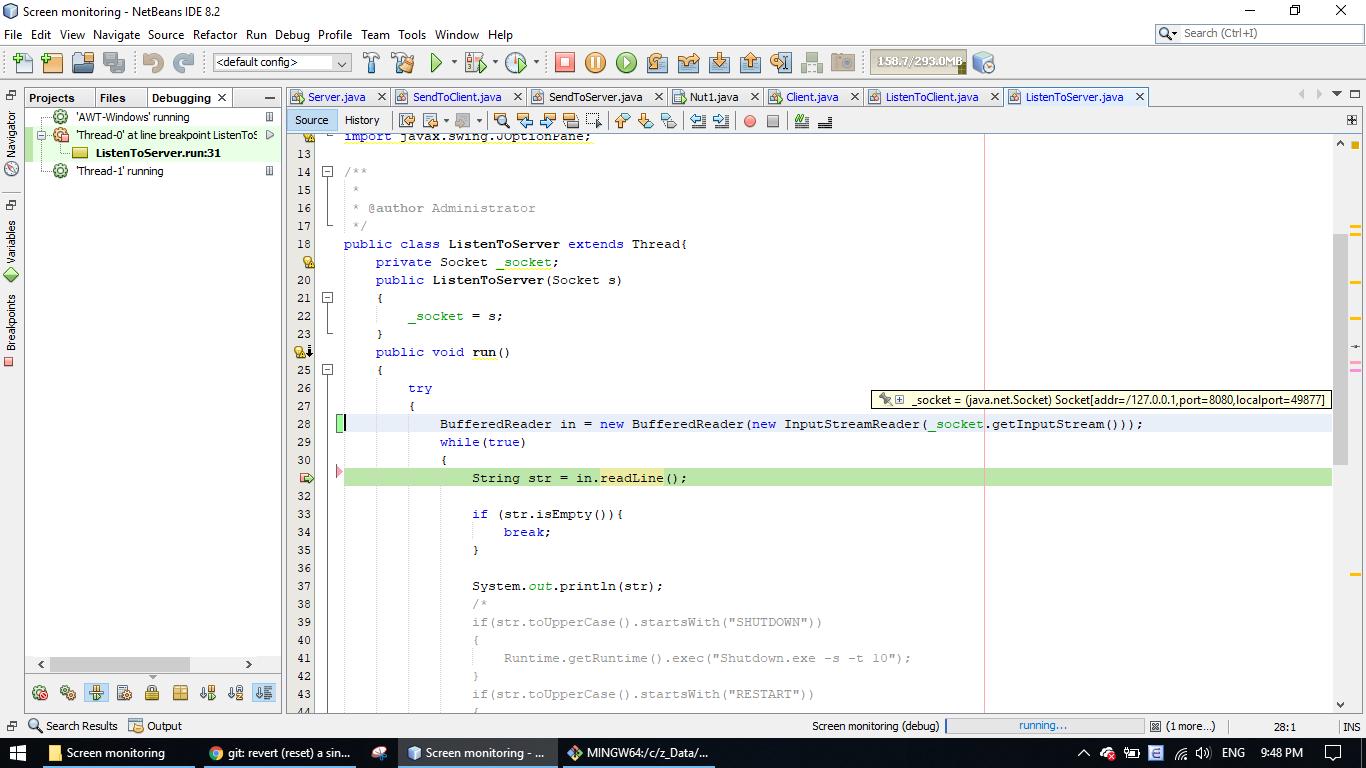 Screen monitoring - NetBeans IDE 8.2
File Edit View Navigate Source Refactor Run Debug Profile Team Tools Window Help
Search (Ctrl+I)
<default config>
158.7/293.0MB
Projects Files Debugging
Server.java SendToClient.java SendToServer.java Nut1.java Client.java ListenToClient.java ListenToServer.java
Source History
Navigator
Variables
Breakpoints
'AWT-Windows' running
'Thread-0' at line breakpoint ListenToS
ListenToServer.run:31
'Thread-1' running
import javax.swing.JOptionPane;
13
14 /**
15 *
16 * @author Administrator
17 */
18 public class ListenToServer extends Thread{
private Socket _socket;
20 public ListenToServer(Socket s)
21 {
22 _socket = s;
23 }
public void run()
25 {
26 try
27 {
_socket = (java.net.Socket) Socket[addr=/127.0.0.1,port=8080,localport=49877]
28 BufferedReader in = new BufferedReader(new InputStreamReader(_socket.getInputStream()));
29 while(true)
30 {
String str = in.readLine();
32
33 if (str.isEmpty()){
34 break;
35 }
36
37 System.out.println(str);
38 /*
39 if(str.toUpperCase().startsWith("SHUTDOWN"))
40 {
41 Runtime.getRuntime().exec("Shutdown.exe -s -t 10");
42 }
43 if(str.toUpperCase().startsWith("RESTART"))
44 {
Search Results Output
Screen monitoring (debug) running... (1 more...) 28:1 INS
Screen monitoring git: revert (reset) a sin... Screen monitoring - ... MINGW64:/c/z_Data/... ENG 9:48 PM